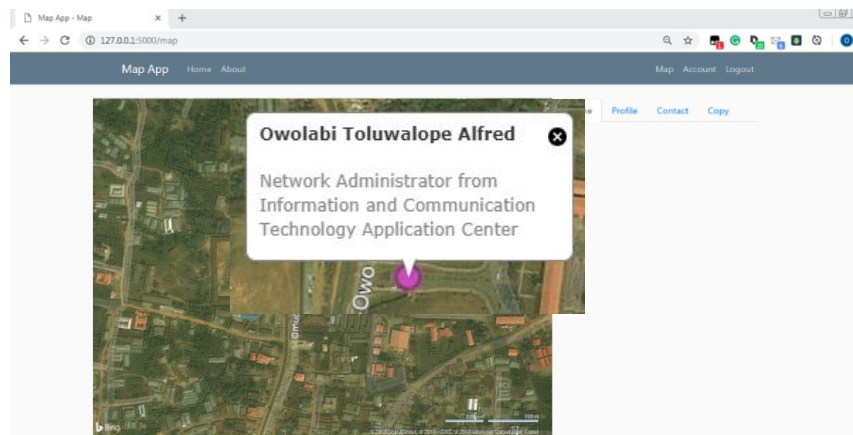 Map App - Map
127.0.0.1:5000/map
Map App Home About Map Account Logout
Profile Contact Copy
Owolabi Toluwalope Alfred
Network Administrator from
Information and Communication
Technology Application Center
Owo
Bing